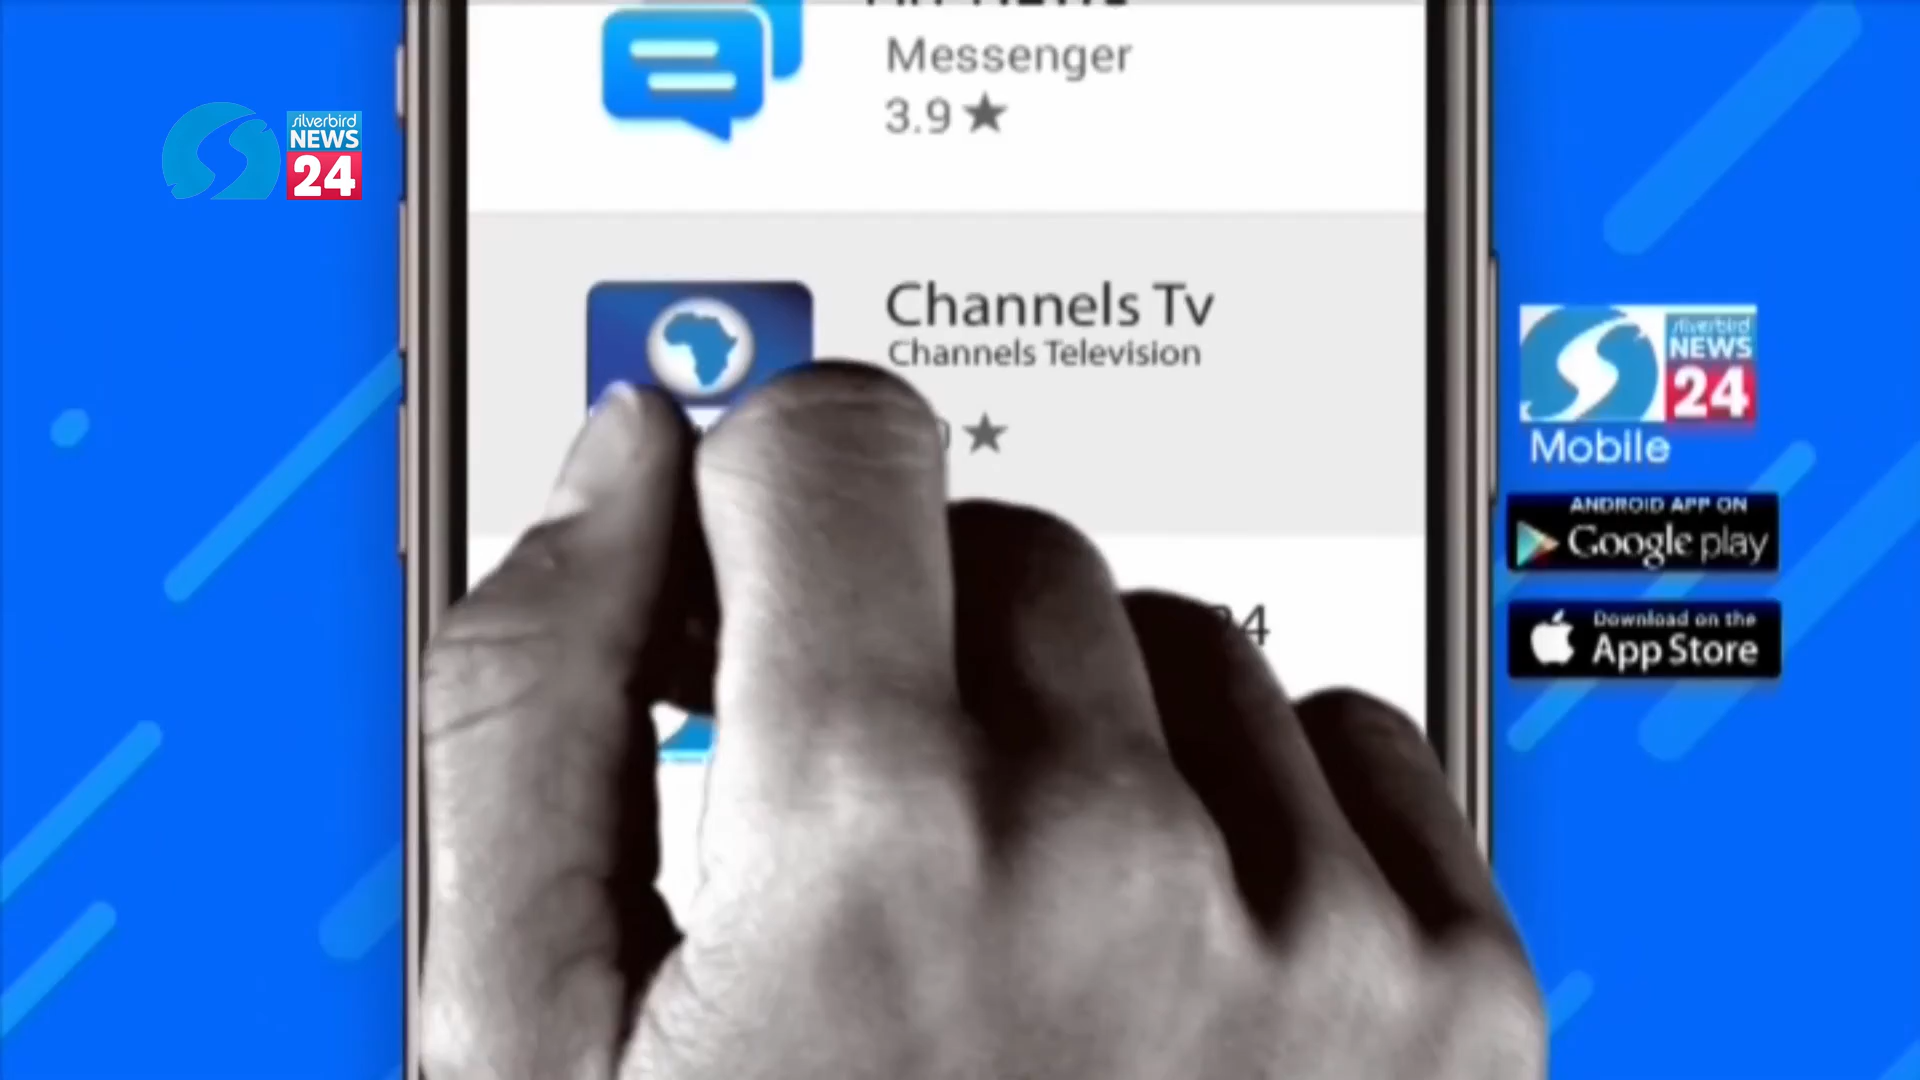 Messenger
3.9 ★
silverbird
NEWS
24
Channels Tv
Channels Television
★
silverbird
NEWS
24
Mobile
ANDROID APP ON
Google play
Download on the
App Store